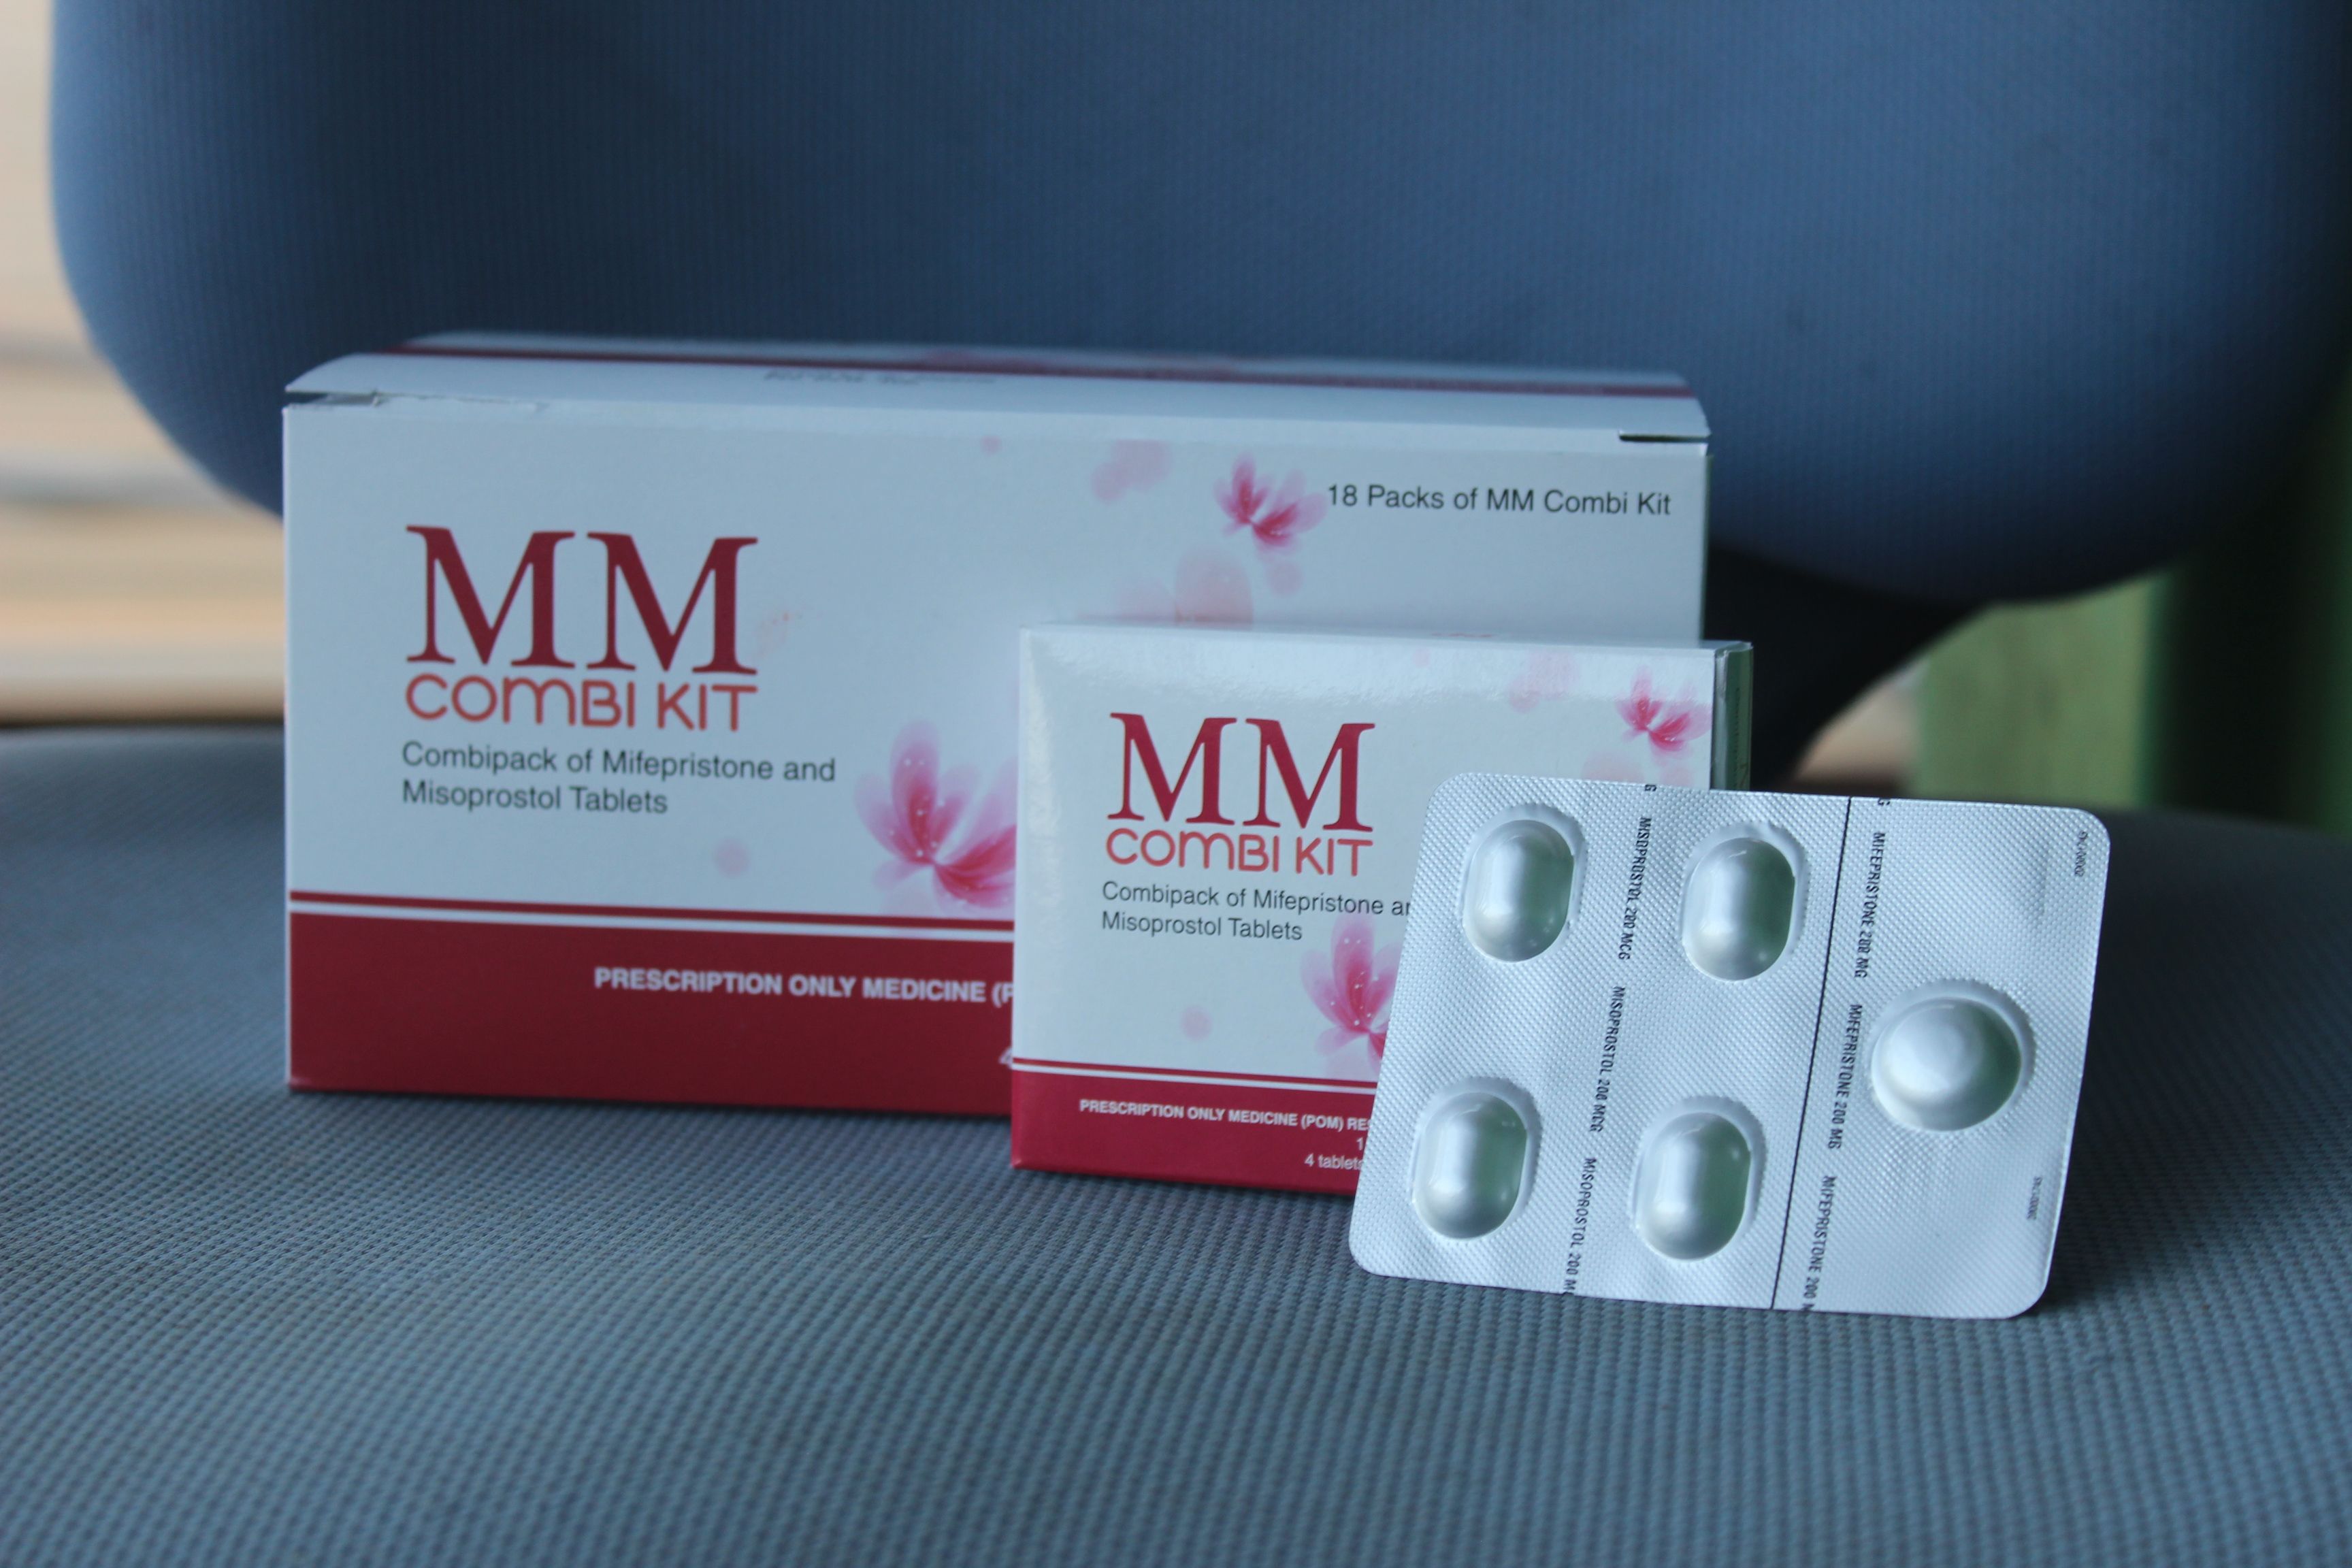 18 Packs of MM Combi Kit
MM
COMBI KIT
Combipack of Mifepristone and
Misoprostol Tablets
PRESCRIPTION ONLY MEDICINE
MM
COMBI KIT
Combipack of Mifepristone
Misoprostol Tablets
PRESCRIPTION ONLY MEDICINE (POM)
4 tablets
MISOPROSTOL 200 MCG MISOPROSTOL 200 MCG MISOPROSTOL 200
MIFEPRISTONE 200 MG MIFEPRISTONE 200 MG MIFEPRISTONE 200